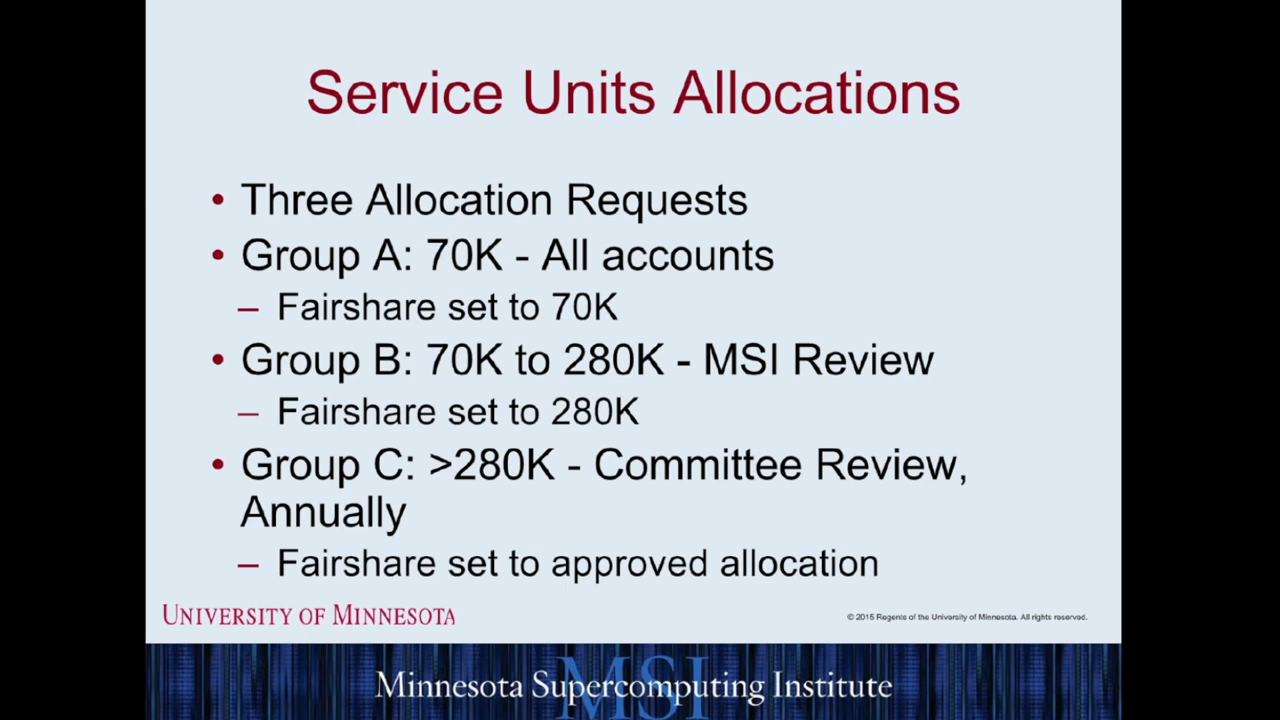 Service Units Allocations
• Three Allocation Requests
• Group A: 70K - All accounts
– Fairshare set to 70K
• Group B: 70K to 280K - MSI Review
– Fairshare set to 280K
• Group C: >280K - Committee Review,
Annually
– Fairshare set to approved allocation
UNIVERSITY OF MINNESOTA
© 2015 Regents of the University of Minnesota. All rights reserved.
MSI
Minnesota Supercomputing Institute